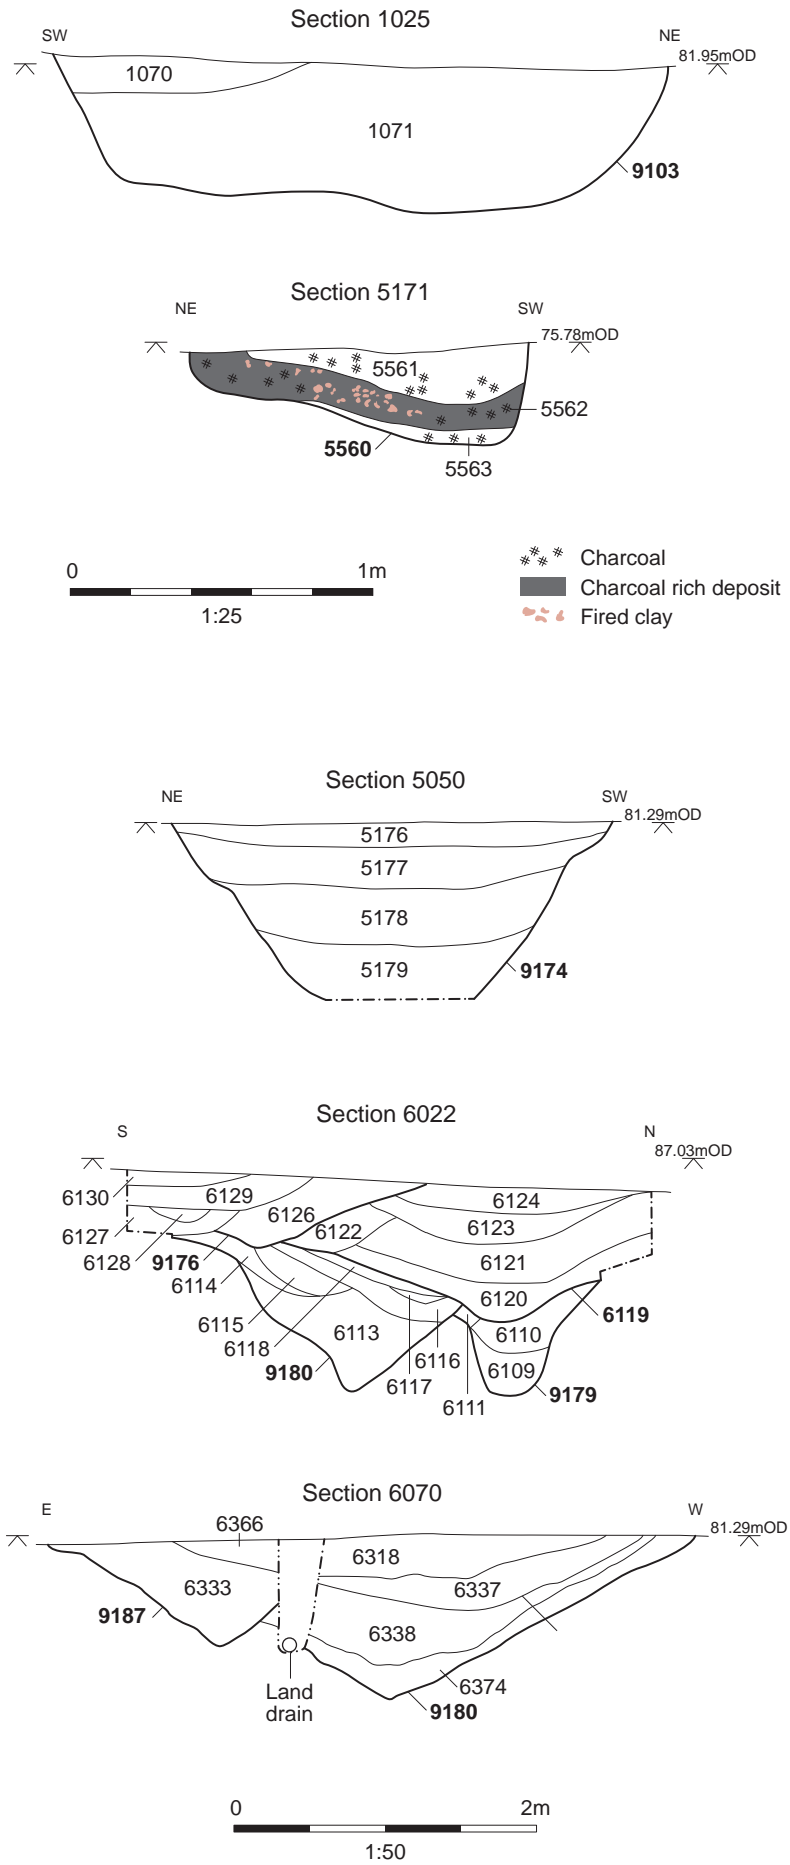 Section 1025
SW
NE
81.95mOD
1070
1071
9103
Section 5171
NE
SW
75.78mOD
5561
5562
5560
5563
0
1m
1:25
Charcoal
Charcoal rich deposit
Fired clay
Section 5050
NE
SW
81.29mOD
5176
5177
5178
5179
9174
Section 6022
S
N
87.03mOD
6130
6129
6124
6127
6126
6122
6123
6128
9176
6121
6114
6120
6119
6115
6113
6110
6118
6116
6109
9180
6117
6111
9179
Section 6070
E
W
6366
81.29mOD
6318
6333
6337
9187
6338
Land
drain
6374
9180
0
2m
1:50